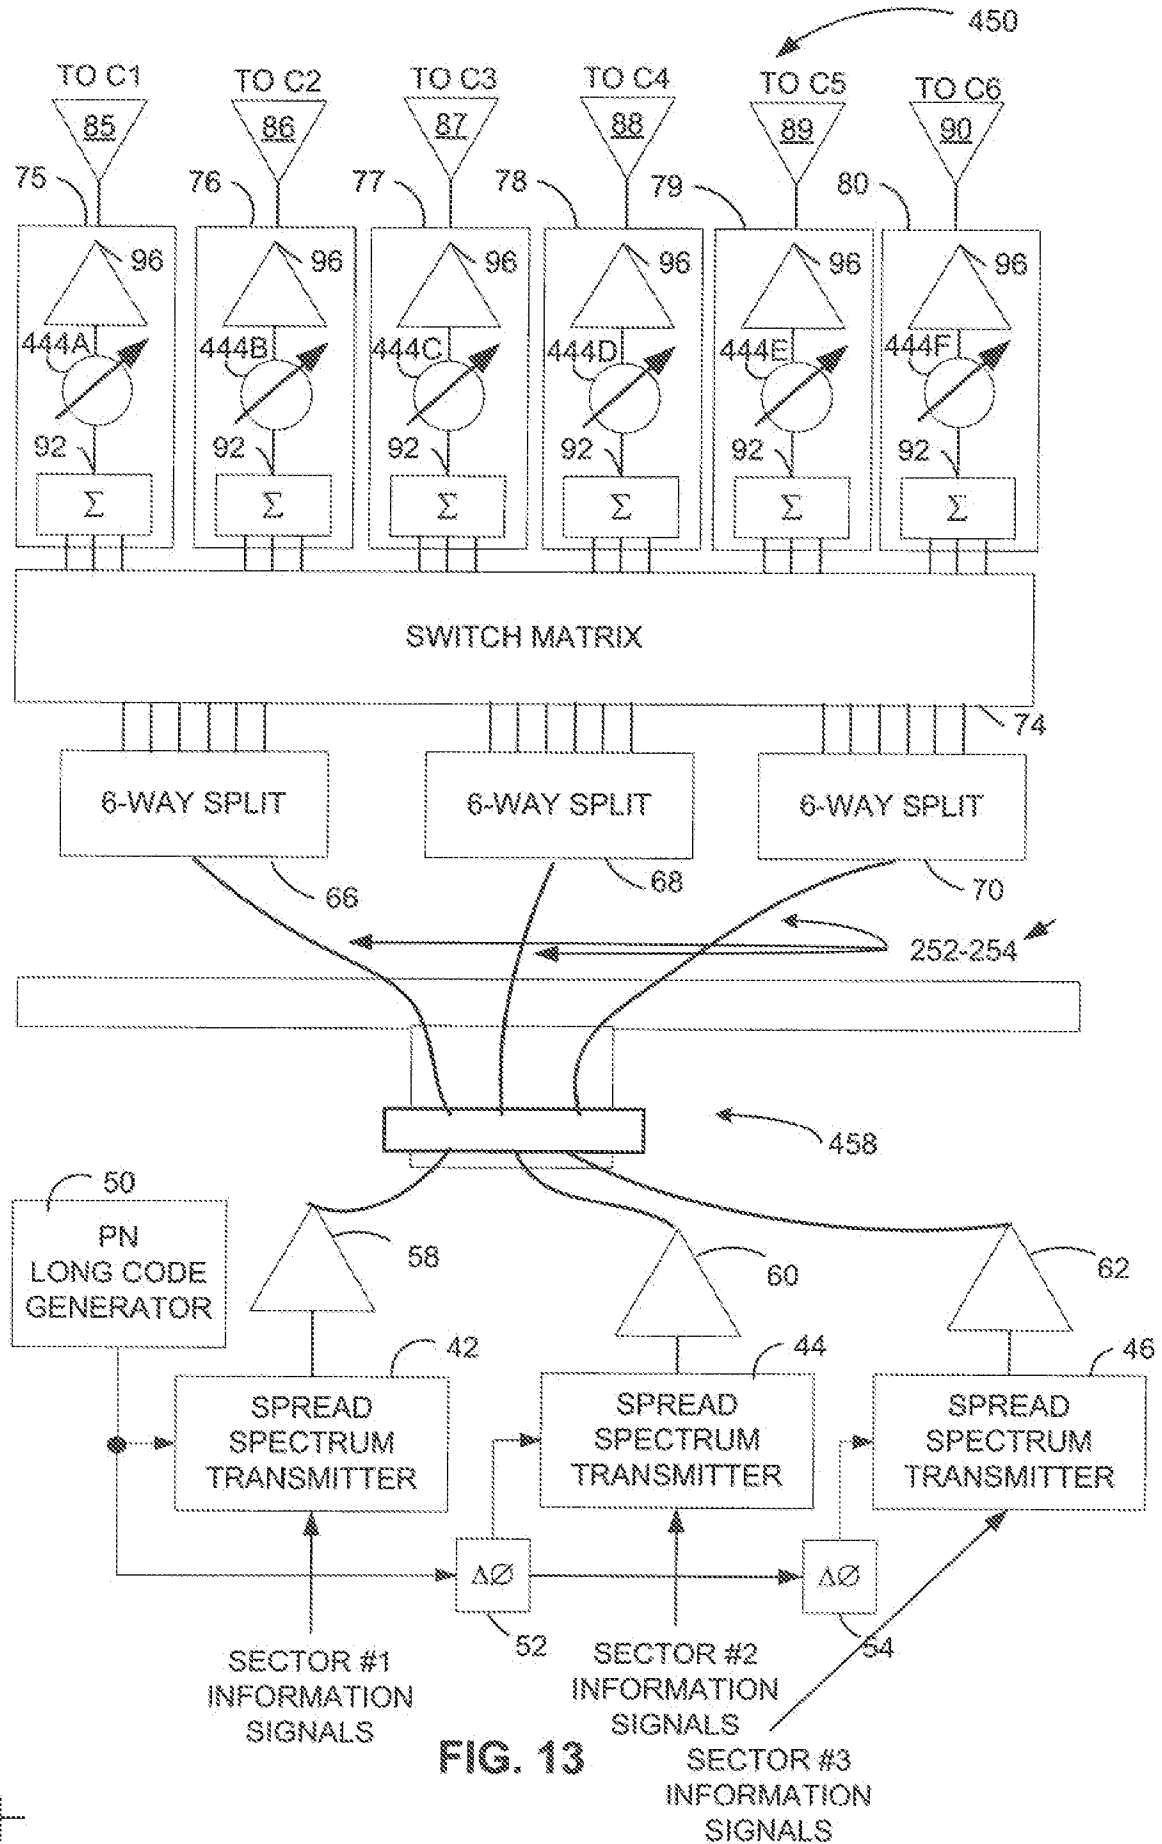 450
TO C1 TO C2 TO C3 TO C4 TO C5 TO C6
85 86 87 88 89 90
75 76 77 78 79 80
96 96 96 96 96 96
444A 444B 444C 444D 444E 444F
92 92 92 92 92 92
Σ Σ Σ Σ Σ Σ
SWITCH MATRIX
74
6-WAY SPLIT 6-WAY SPLIT 6-WAY SPLIT
66 68 70
252-254
458
50
PN
LONG CODE
GENERATOR
58 60 62
42 44 46
SPREAD
SPECTRUM
TRANSMITTER
SPREAD
SPECTRUM
TRANSMITTER
SPREAD
SPECTRUM
TRANSMITTER
ΔØ ΔØ
52 54
SECTOR #1
INFORMATION
SIGNALS
SECTOR #2
INFORMATION
SIGNALS
SECTOR #3
INFORMATION
SIGNALS
FIG. 13